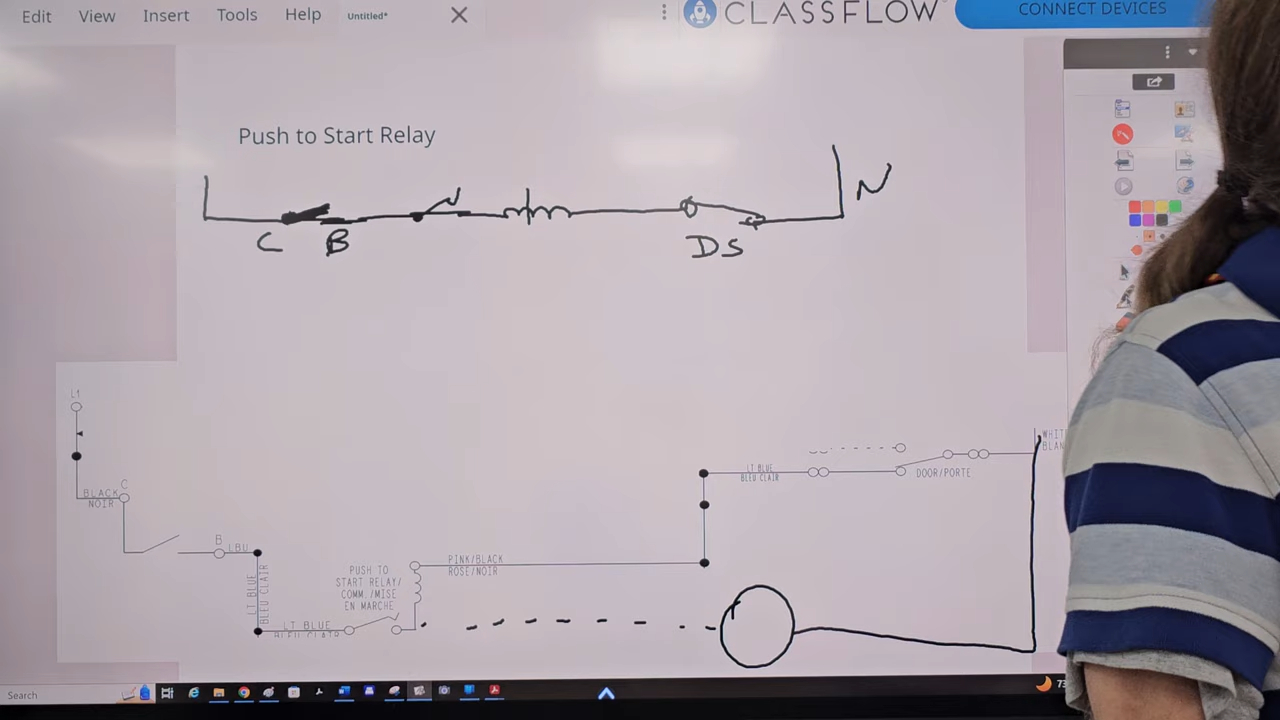 Edit View Insert Tools Help Untitled* CLASSFLOW CONNECT DEVICES
Push to Start Relay
N
C B DS
L1
BLACK
NOIR
C
B
LBU
LT BLUE
BLEU CLAIR
LT BLUE
BLEU CLAIR
PUSH TO
START RELAY/
COMM./MISE
EN MARCHE
PINK/BLACK
ROSE/NOIR
LT BLUE
BLEU CLAIR
DOOR/PORTE
Search